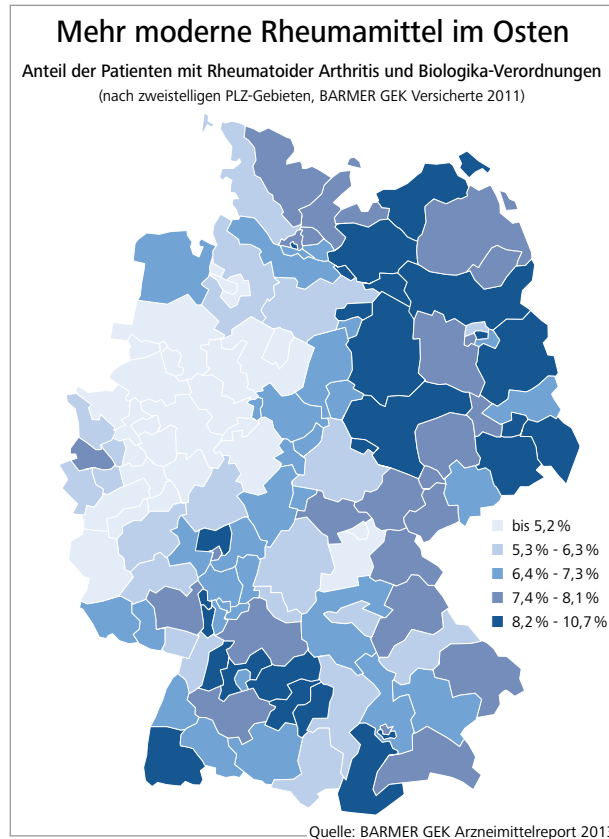 Mehr moderne Rheumamittel im Osten
Anteil der Patienten mit Rheumatoider Arthritis und Biologika-Verordnungen
(nach zweistelligen PLZ-Gebieten, BARMER GEK Versicherte 2011)
bis 5,2 %
5,3 % - 6,3 %
6,4 % - 7,3 %
7,4 % - 8,1 %
8,2 % - 10,7 %
Quelle: BARMER GEK Arzneimittelreport 2013